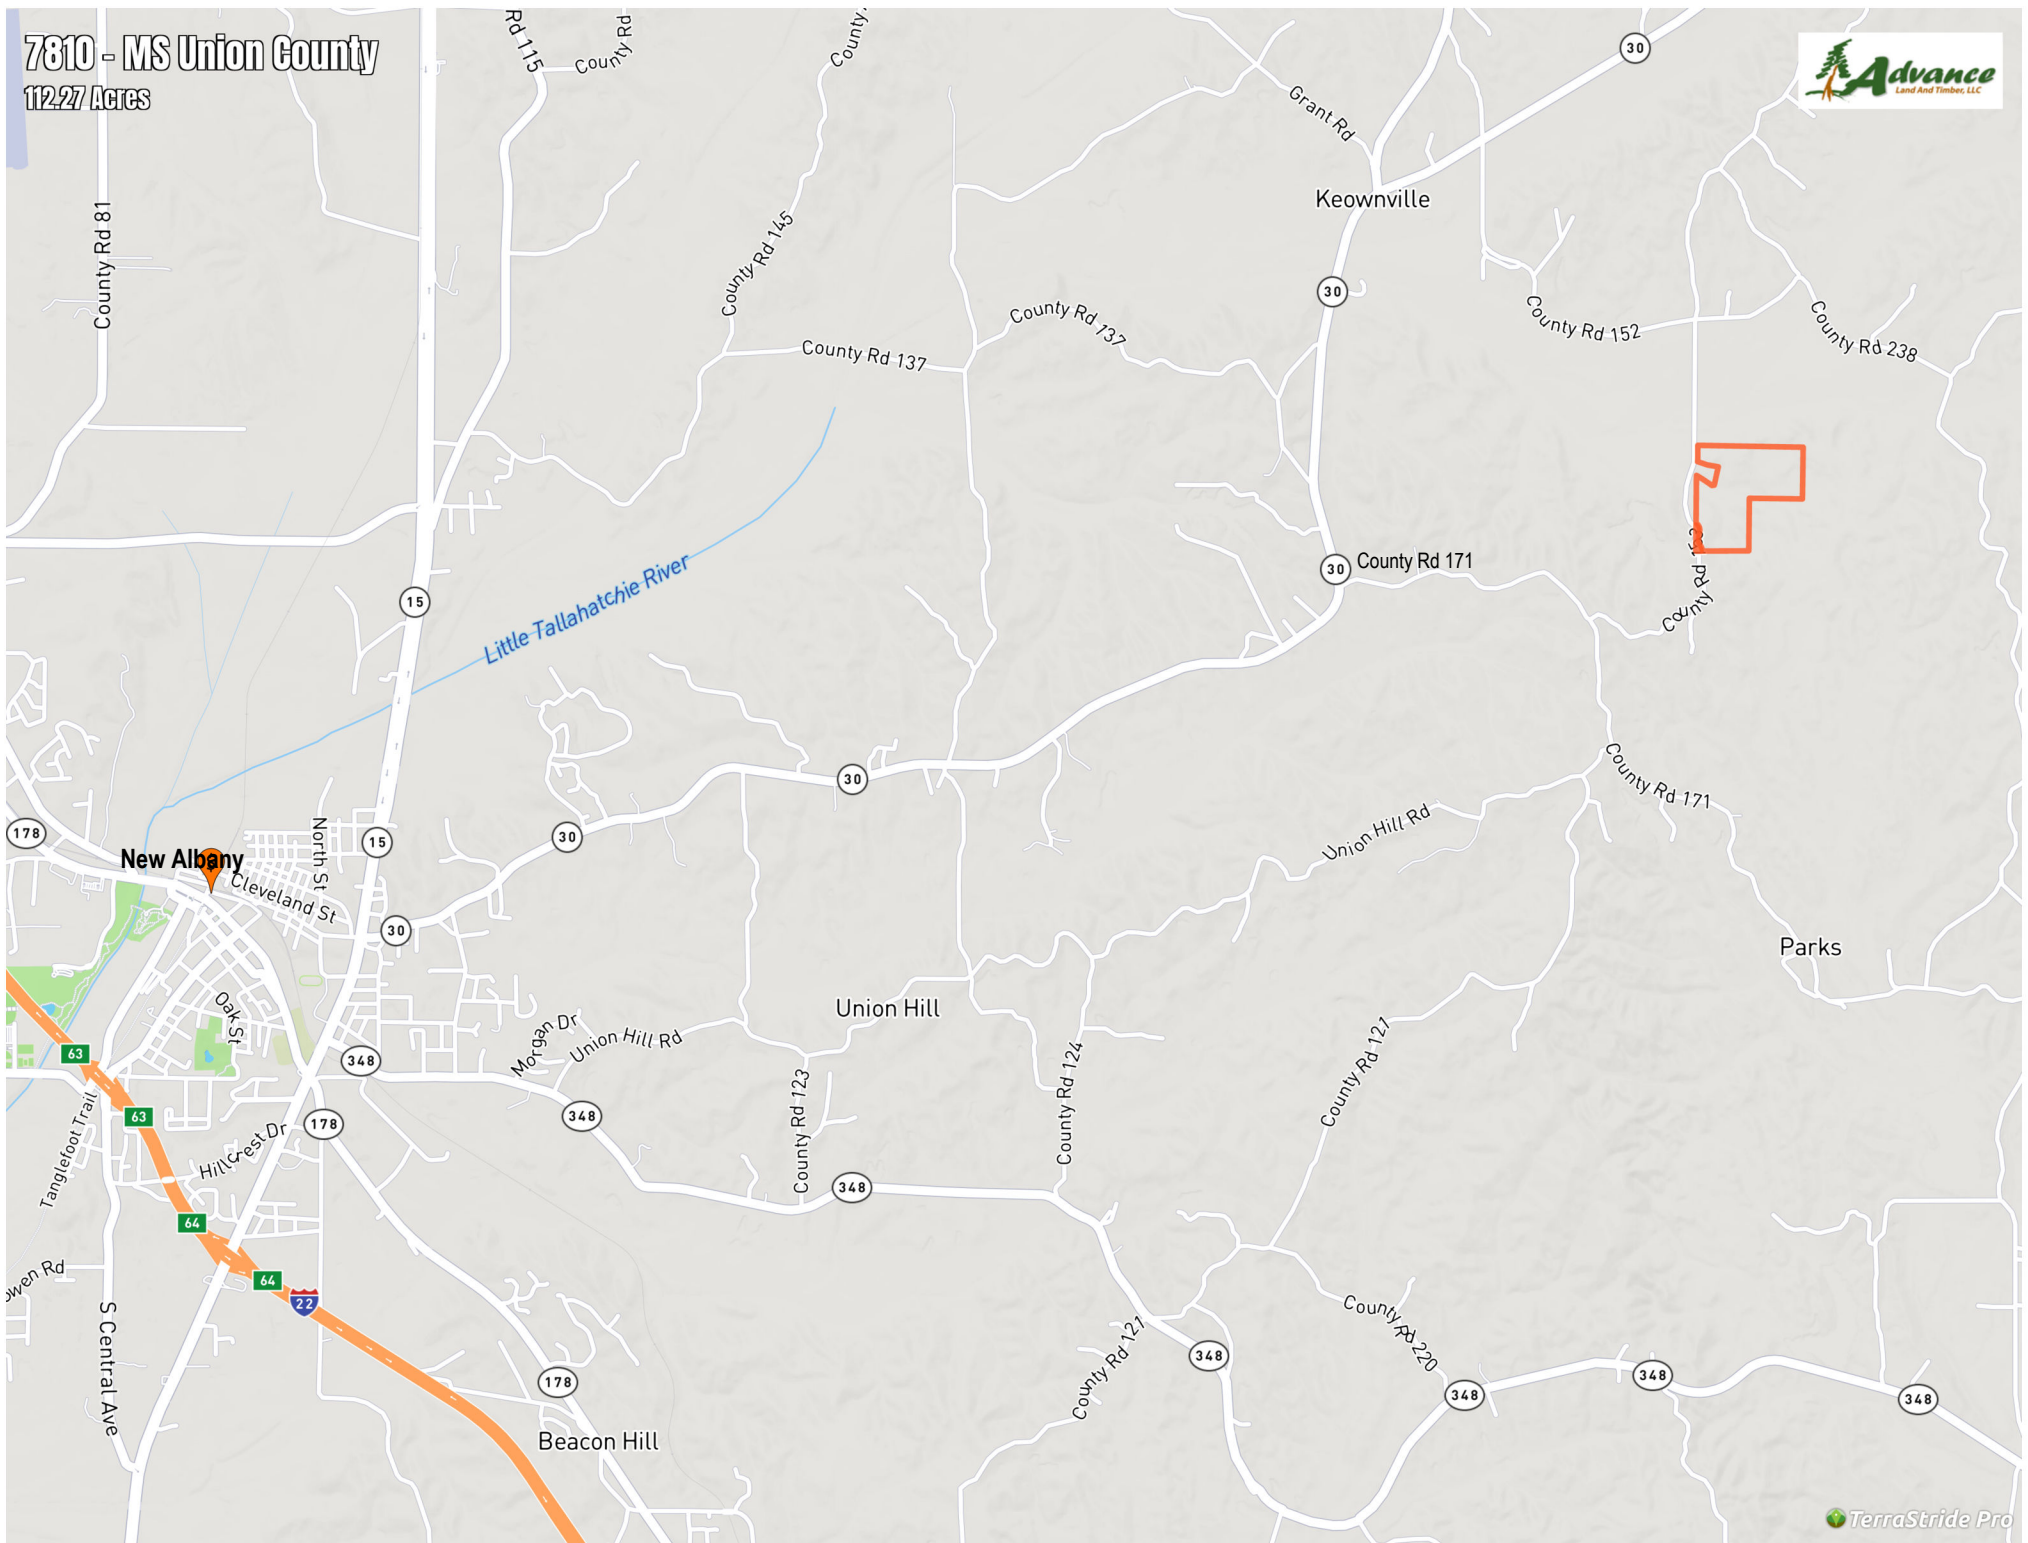 7810 - MS Union County
112.27 Acres
Advance
Land And Timber, LLC
Rd 115
County Rd
County
30
Grant Rd
Keownville
County Rd 81
County Rd 145
30
County Rd 137
County Rd 137
County Rd 152
County Rd 238
Little Tallahatchie River
15
30
County Rd 171
County Rd 152
30
County Rd 171
178
15
30
Union Hill Rd
New Albany
North St
Cleveland St
30
Parks
Oak St
Union Hill
Morgan Dr
Union Hill Rd
63
348
County Rd 124
County Rd 121
63
178
348
County Rd 123
Tanglefoot Trail
Hillcrest Dr
348
64
64
22
S Central Ave
County Rd 220
County Rd 121
348
178
348
348
348
Beacon Hill
TerraStride Pro